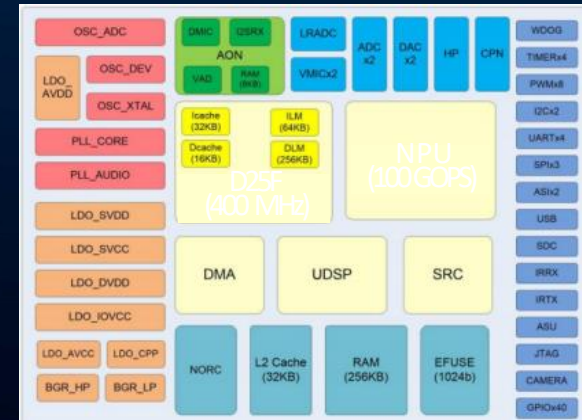 OSC_ADC
LDO_
AVDD
OSC_DEV
OSC_XTAL
PLL_CORE
PLL_AUDIO
LDO_SVDD
LDO_SVCC
LDO_DVDD
LDO_IOVCC
LDO_AVCC
LDO_CPP
BGR_HP
BGR_LP
DMIC
I2SRX
AON
VAD
RAM
(8KB)
LRADC
VMICx2
ADC
x2
DAC
x2
HP
CPN
Icache
(32KB)
ILM
(64KB)
Dcache
(16KB)
DLM
(256KB)
D25F
(400 MHz)
NPU
(100 GOPS)
DMA
UDSP
SRC
NORC
L2 Cache
(32KB)
RAM
(256KB)
EFUSE
(1024b)
WDOG
TIMERx4
PWMx8
I2Cx2
UARTx4
SPIx3
ASIx2
USB
SDC
IRRX
IRTX
ASU
JTAG
CAMERA
GPIOx40